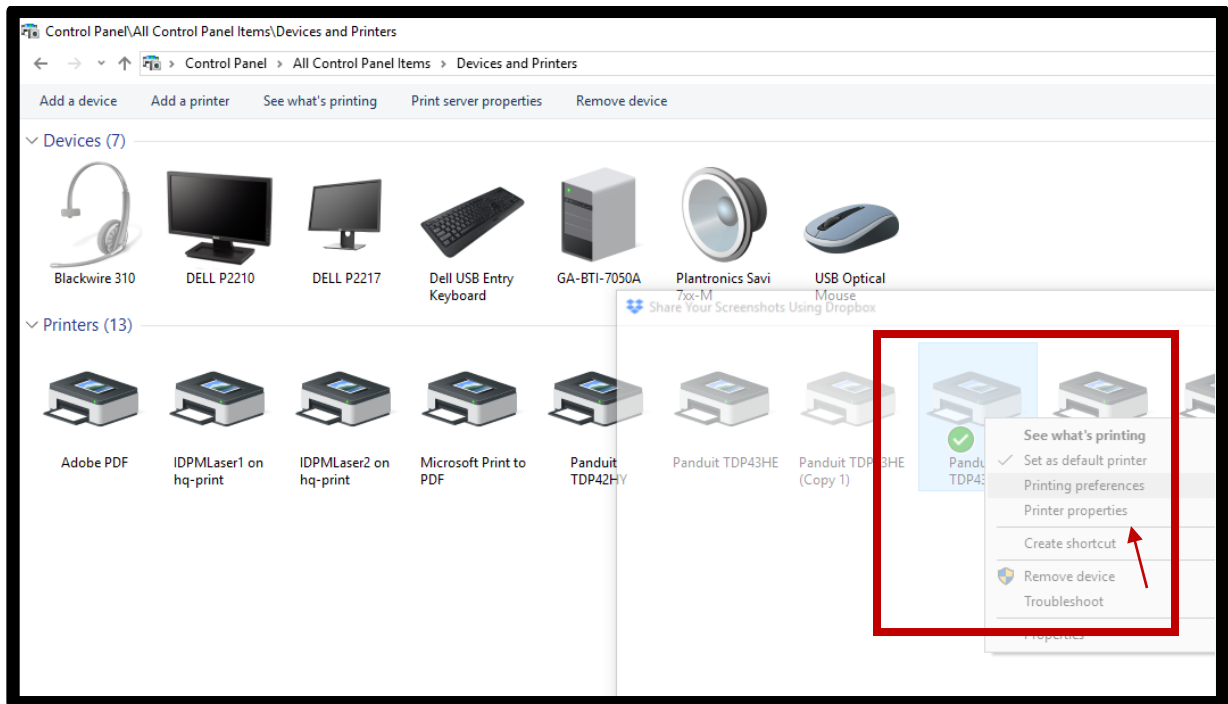 Control Panel\All Control Panel Items\Devices and Printers
Control Panel > All Control Panel Items > Devices and Printers
Add a device Add a printer See what's printing Print server properties Remove device
Devices (7)
Blackwire 310
DELL P2210
DELL P2217
Dell USB Entry
Keyboard
GA-BTI-7050A
Plantronics Savi
7xx-M
USB Optical
Mouse
Share Your Screenshots Using Dropbox
Printers (13)
Adobe PDF
IDPMLaser1 on
hq-print
IDPMLaser2 on
hq-print
Microsoft Print to
PDF
Panduit
TDP42HY
Panduit TDP43HE
Panduit TDP43HE
(Copy 1)
Pandu
TDP43
See what's printing
Set as default printer
Printing preferences
Printer properties
Create shortcut
Remove device
Troubleshoot
Properties